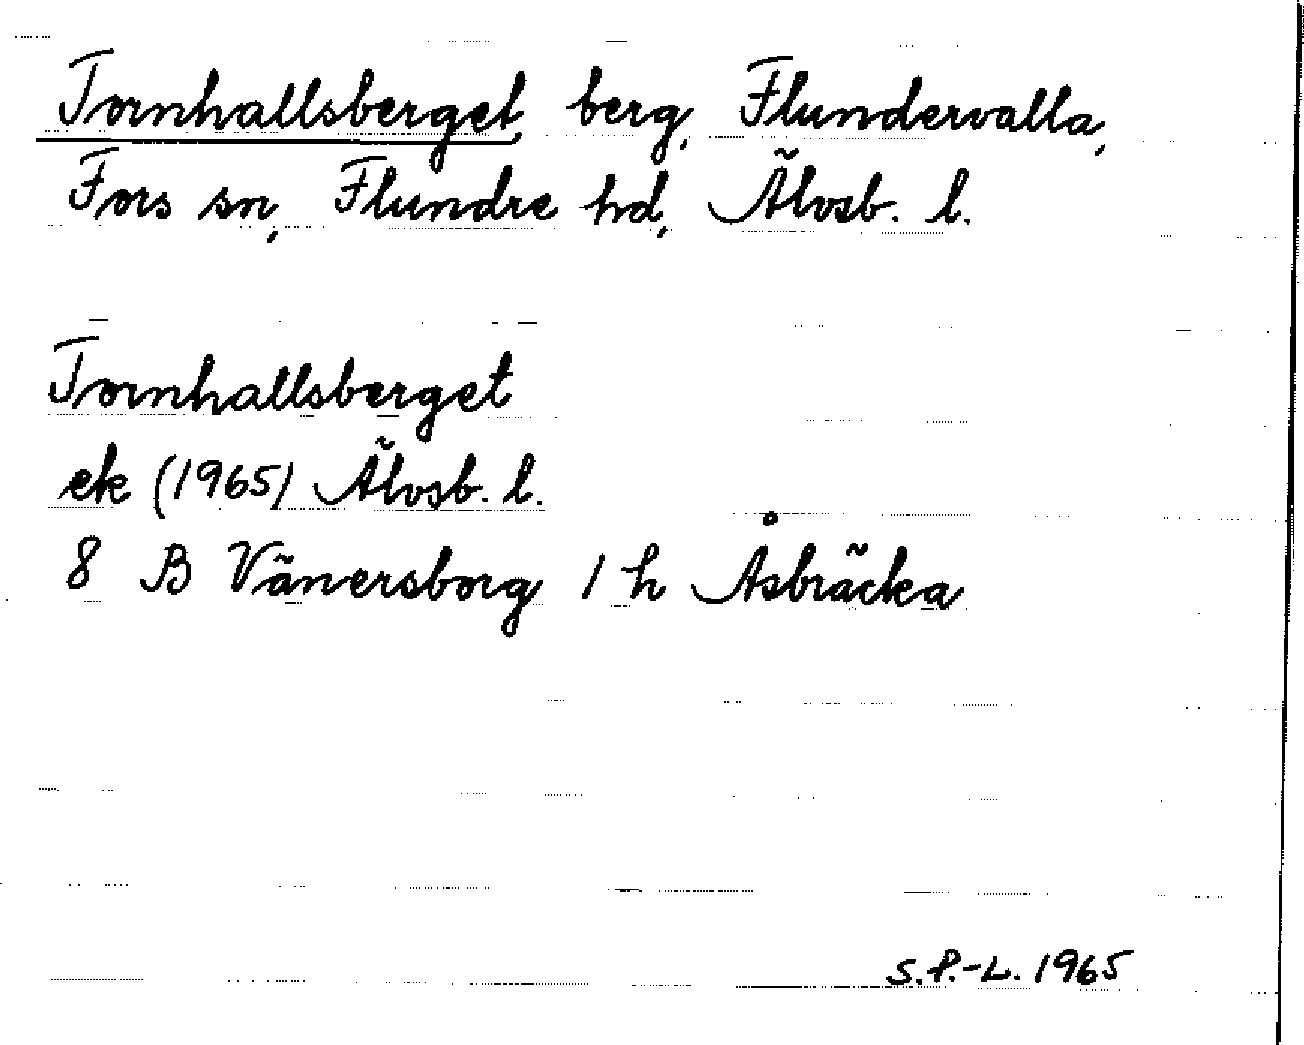 Tornhallsberget, berg, Flundervalla,
Fors sn, Flundre hd, Älvsb. l.
Tornhallsberget
ek (1965) Älvsb. l.
8 B Vänersborg 1 h Åsbräcka
S.P.-L. 1965